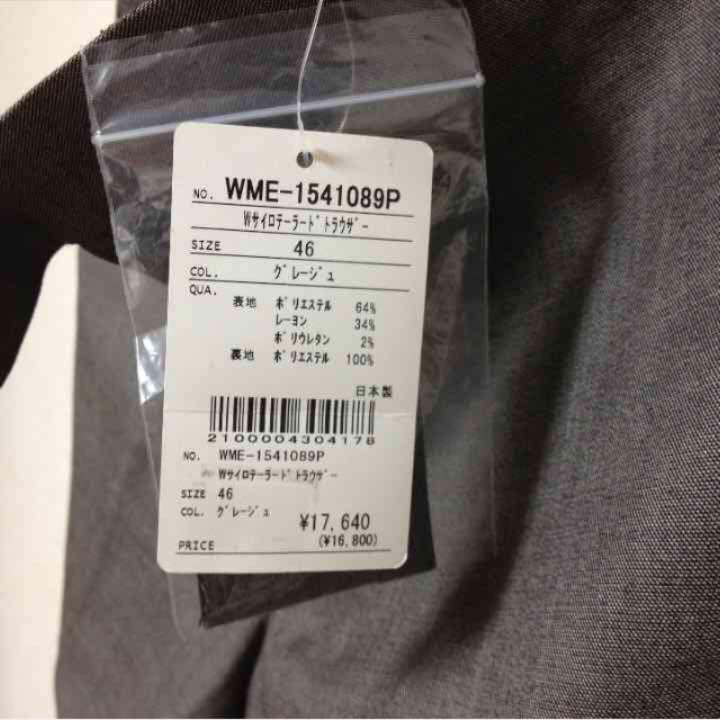 NO. WME-1541089P
Wサイロテーラードトラウザー
SIZE 46
COL. グレージュ
QUA.
表地 ポリエステル 64%
レーヨン 34%
ポリウレタン 2%
裏地 ポリエステル 100%
日本製
2100004304178
NO. WME-1541089P
Wサイロテーラードトラウザー
SIZE 46
COL. グレージュ
¥17,640
PRICE (¥16,800)